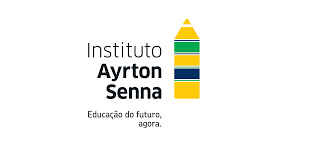 Instituto
Ayrton
Senna
Educação do futuro,
agora.